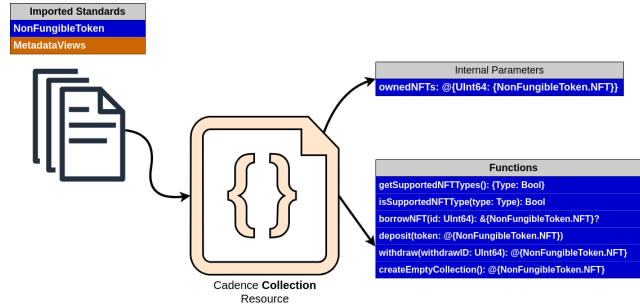 Imported Standards
NonFungibleToken
MetadataViews
Internal Parameters
ownedNFTs: @{UInt64: {NonFungibleToken.NFT}}
{ }
Cadence Collection
Resource
Functions
getSupportedNFTTypes(): {Type: Bool}
isSupportedNFTType(type: Type): Bool
borrowNFT(id: UInt64): &{NonFungibleToken.NFT}?
deposit(token: @{NonFungibleToken.NFT})
withdraw(withdrawID: UInt64): @{NonFungibleToken.NFT}
createEmptyCollection(): @{NonFungibleToken.NFT}